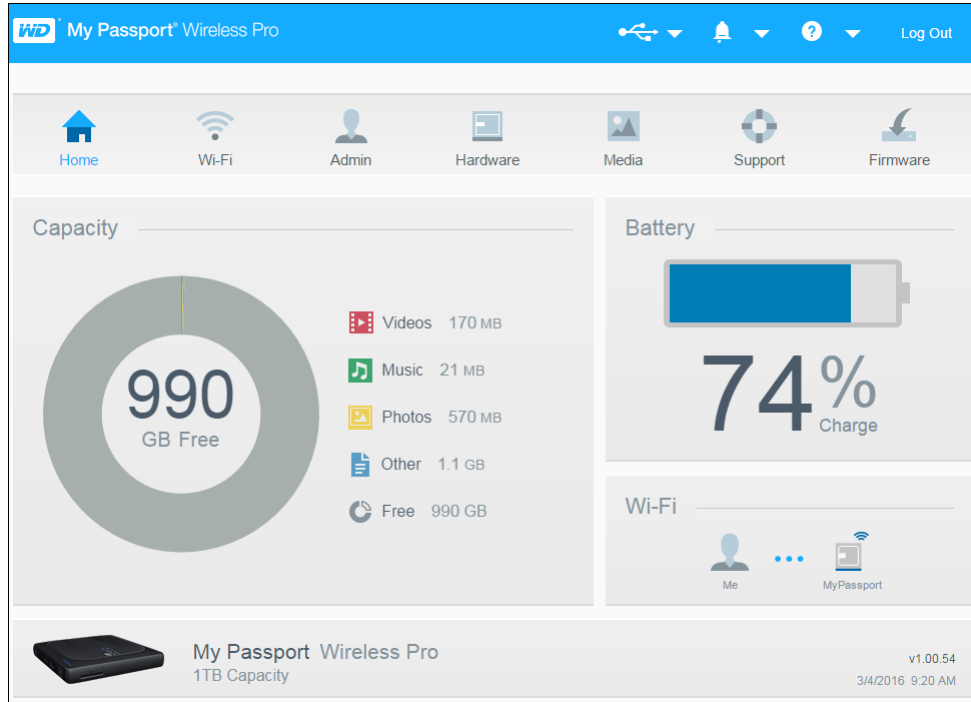 WD My Passport® Wireless Pro
? Log Out
Home Wi-Fi Admin Hardware Media Support Firmware
Capacity
990
GB Free
Videos 170 MB
Music 21 MB
Photos 570 MB
Other 1.1 GB
Free 990 GB
Battery
74%
Charge
Wi-Fi
Me
MyPassport
My Passport Wireless Pro
1TB Capacity
v1.00.54
3/4/2016 9:20 AM